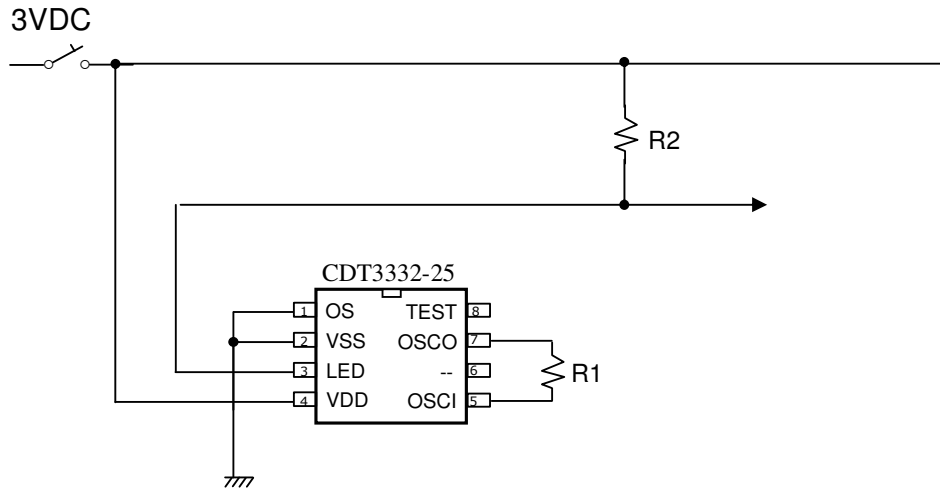 3VDC
R2
CDT3332-25
1 OS TEST 8
2 VSS OSCO 7
3 LED -- 6
4 VDD OSCI 5
R1